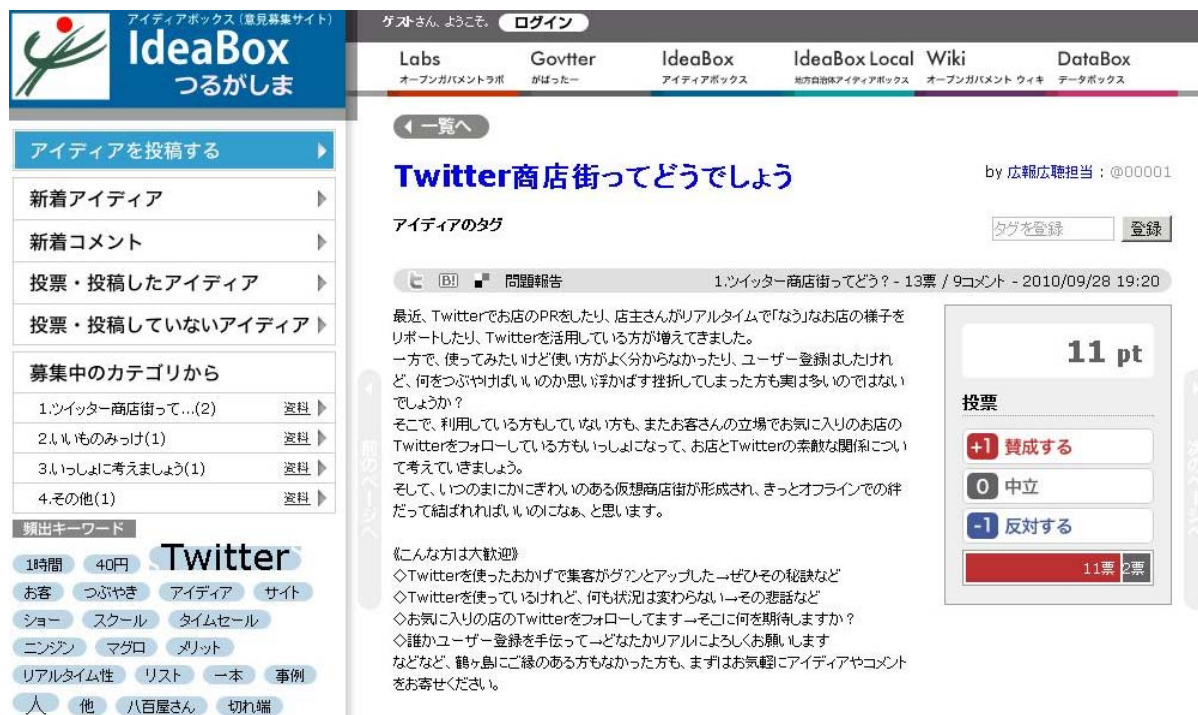 アイディアボックス(意見募集サイト)
IdeaBox
つるがしま
アイディアを投稿する
新着アイディア
新着コメント
投票・投稿したアイディア
投票・投稿していないアイディア
募集中のカテゴリから
1.ツイッター商店街って...(2) 資料
2.いいものみっけ(1) 資料
3.いっしょに考えましょう(1) 資料
4.その他(1) 資料
頻出キーワード
1時間 40円 Twitter
お客 つぶやき アイディア サイト
ショー スクール タイムセール
ニンジン マグロ メリット
リアルタイム性 リスト 一本 事例
人 他 八百屋さん 切れ端
ゲストさん、ようこそ。 ログイン
Labs Govtter IdeaBox IdeaBox Local Wiki DataBox
オープンガバメントラボ がばったー アイディアボックス 地方自治体アイディアボックス オープンガバメント ウィキ データボックス
一覧へ
Twitter商店街ってどうでしょう
by 広報広聴担当:@00001
アイディアのタグ
タグを登録 登録
B! 問題報告 1.ツイッター商店街ってどう? - 13票 / 9コメント - 2010/09/28 19:20
最近、Twitterでお店のPRをしたり、店主さんがリアルタイムで「なう」なお店の様子を
リポートしたり、Twitterを活用している方が増えてきました。
一方で、使ってみたいけど使い方がよく分からなかったり、ユーザー登録はしたけれ
ど、何をつぶやけばいいのか思い浮かばず挫折してしまった方も実は多いのではない
でしょうか?
そこで、利用している方もしていない方も、またお客さんの立場でお気に入りのお店の
Twitterをフォローしている方もいっしょになって、お店とTwitterの素敵な関係につい
て考えていきましょう。
そして、いつのまにかにぎわいのある仮想商店街が形成され、きっとオフラインでの絆
だって結ばれればいいのになぁ、と思います。
《こんな方は大歓迎》
◇Twitterを使ったおかげで集客がグ?ンとアップした→ぜひその秘訣など
◇Twitterを使っているけれど、何も状況は変わらない→その悲話など
◇お気に入りの店のTwitterをフォローしてます→そこに何を期待しますか?
◇誰かユーザー登録を手伝って→どなたかリアルによろしくお願いします
などなど、鶴ヶ島にご縁のある方もなかった方も、まずはお気軽にアイディアやコメント
をお寄せください。
11 pt
投票
+1 賛成する
0 中立
-1 反対する
11票 2票
前のページへ
次のページへ